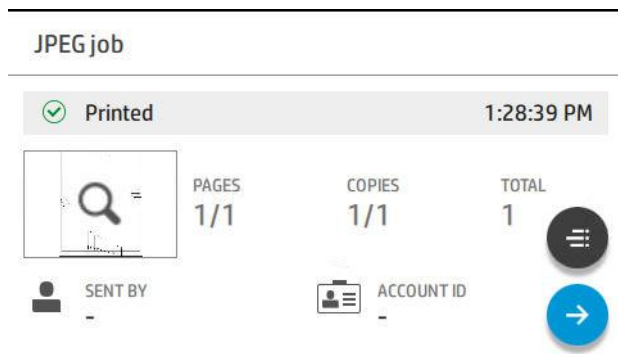 JPEG job
Printed 1:28:39 PM
PAGES COPIES TOTAL
1/1 1/1 1
SENT BY ACCOUNT ID
- -